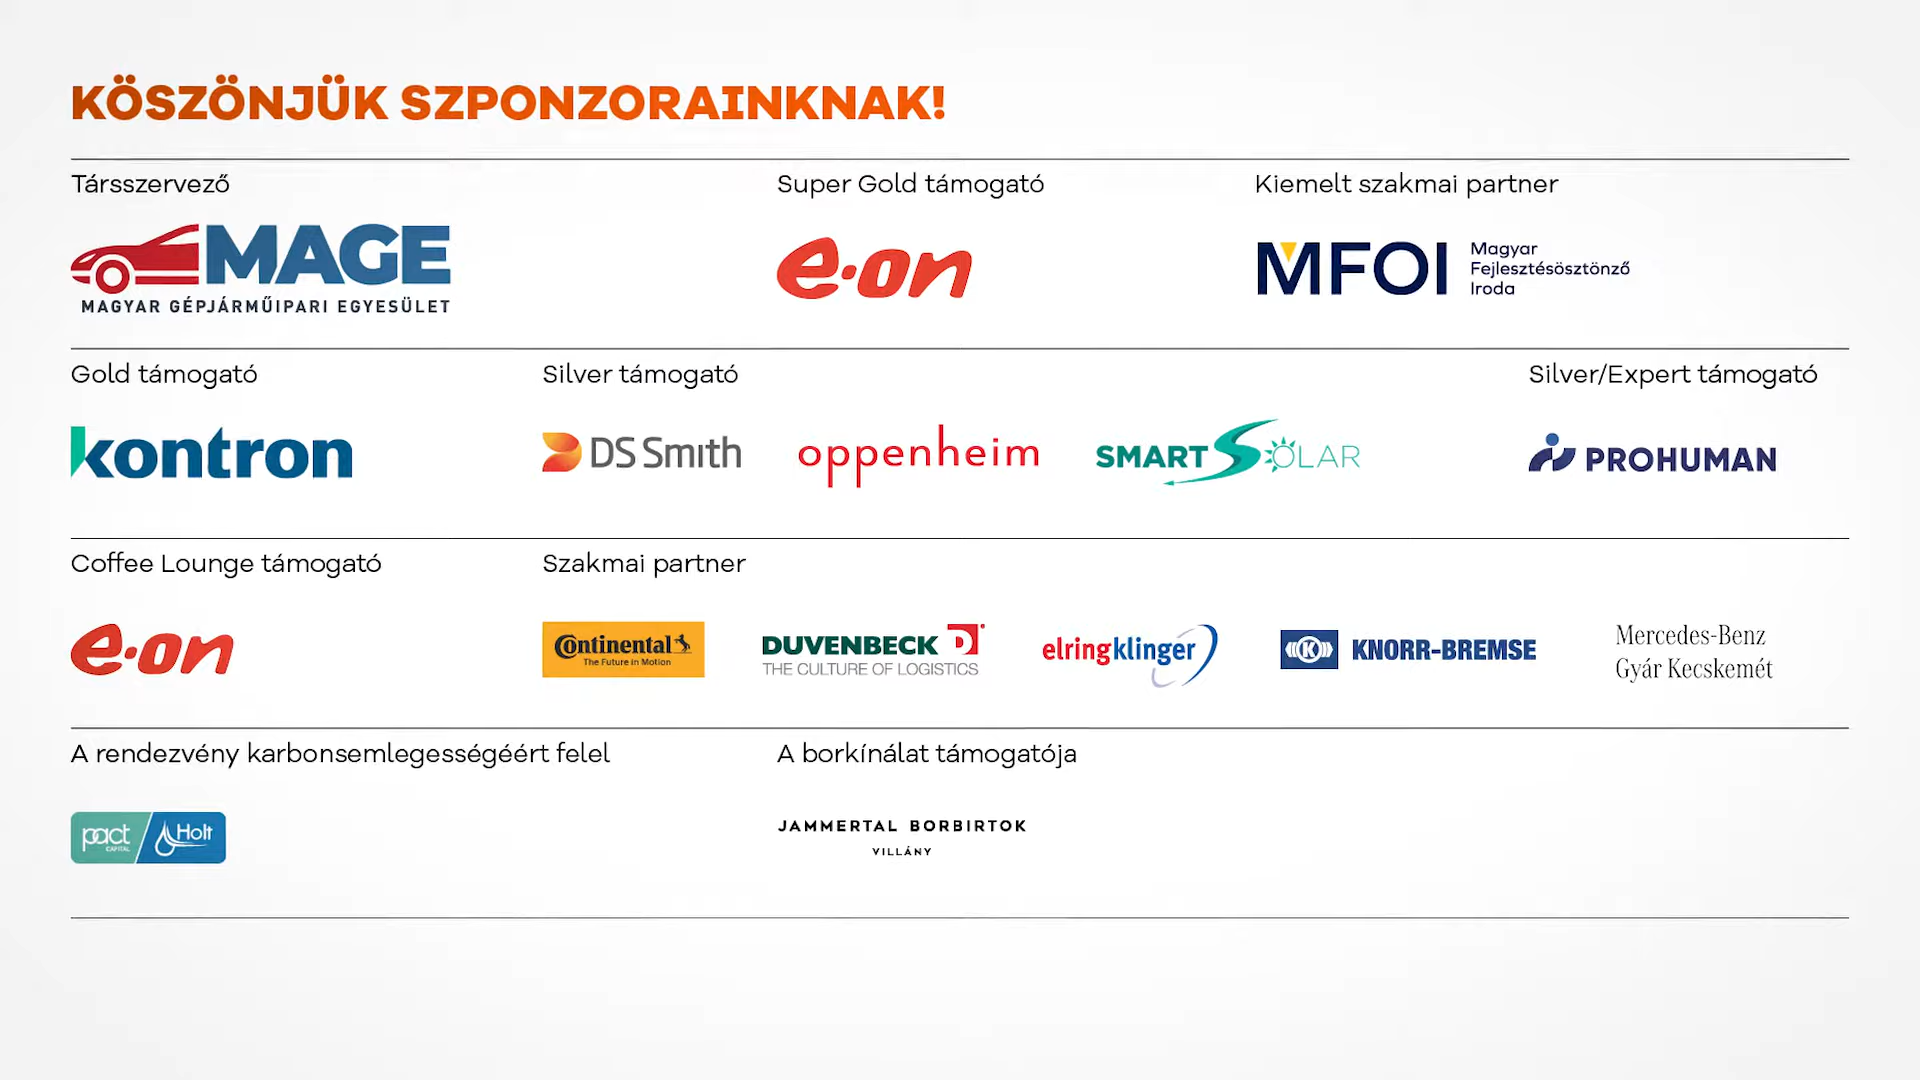 KÖSZÖNJÜK SZPONZORAINKNAK!
Társszervező
MAGE
MAGYAR GÉPJÁRMŰIPARI EGYESÜLET
Super Gold támogató
e·on
Kiemelt szakmai partner
MFOI
Magyar
Fejlesztésösztönző
Iroda
Gold támogató
kontron
Silver támogató
DS Smith
oppenheim
SMART SOLAR
Silver/Expert támogató
PROHUMAN
Coffee Lounge támogató
e·on
Szakmai partner
Continental
The Future in Motion
DUVENBECK D
THE CULTURE OF LOGISTICS
elringklinger
K KNORR-BREMSE
Mercedes-Benz
Gyár Kecskemét
A rendezvény karbonsemlegességéért felel
pact
CAPITAL
Holt
A borkínálat támogatója
JAMMERTAL BORBIRTOK
VILLÁNY